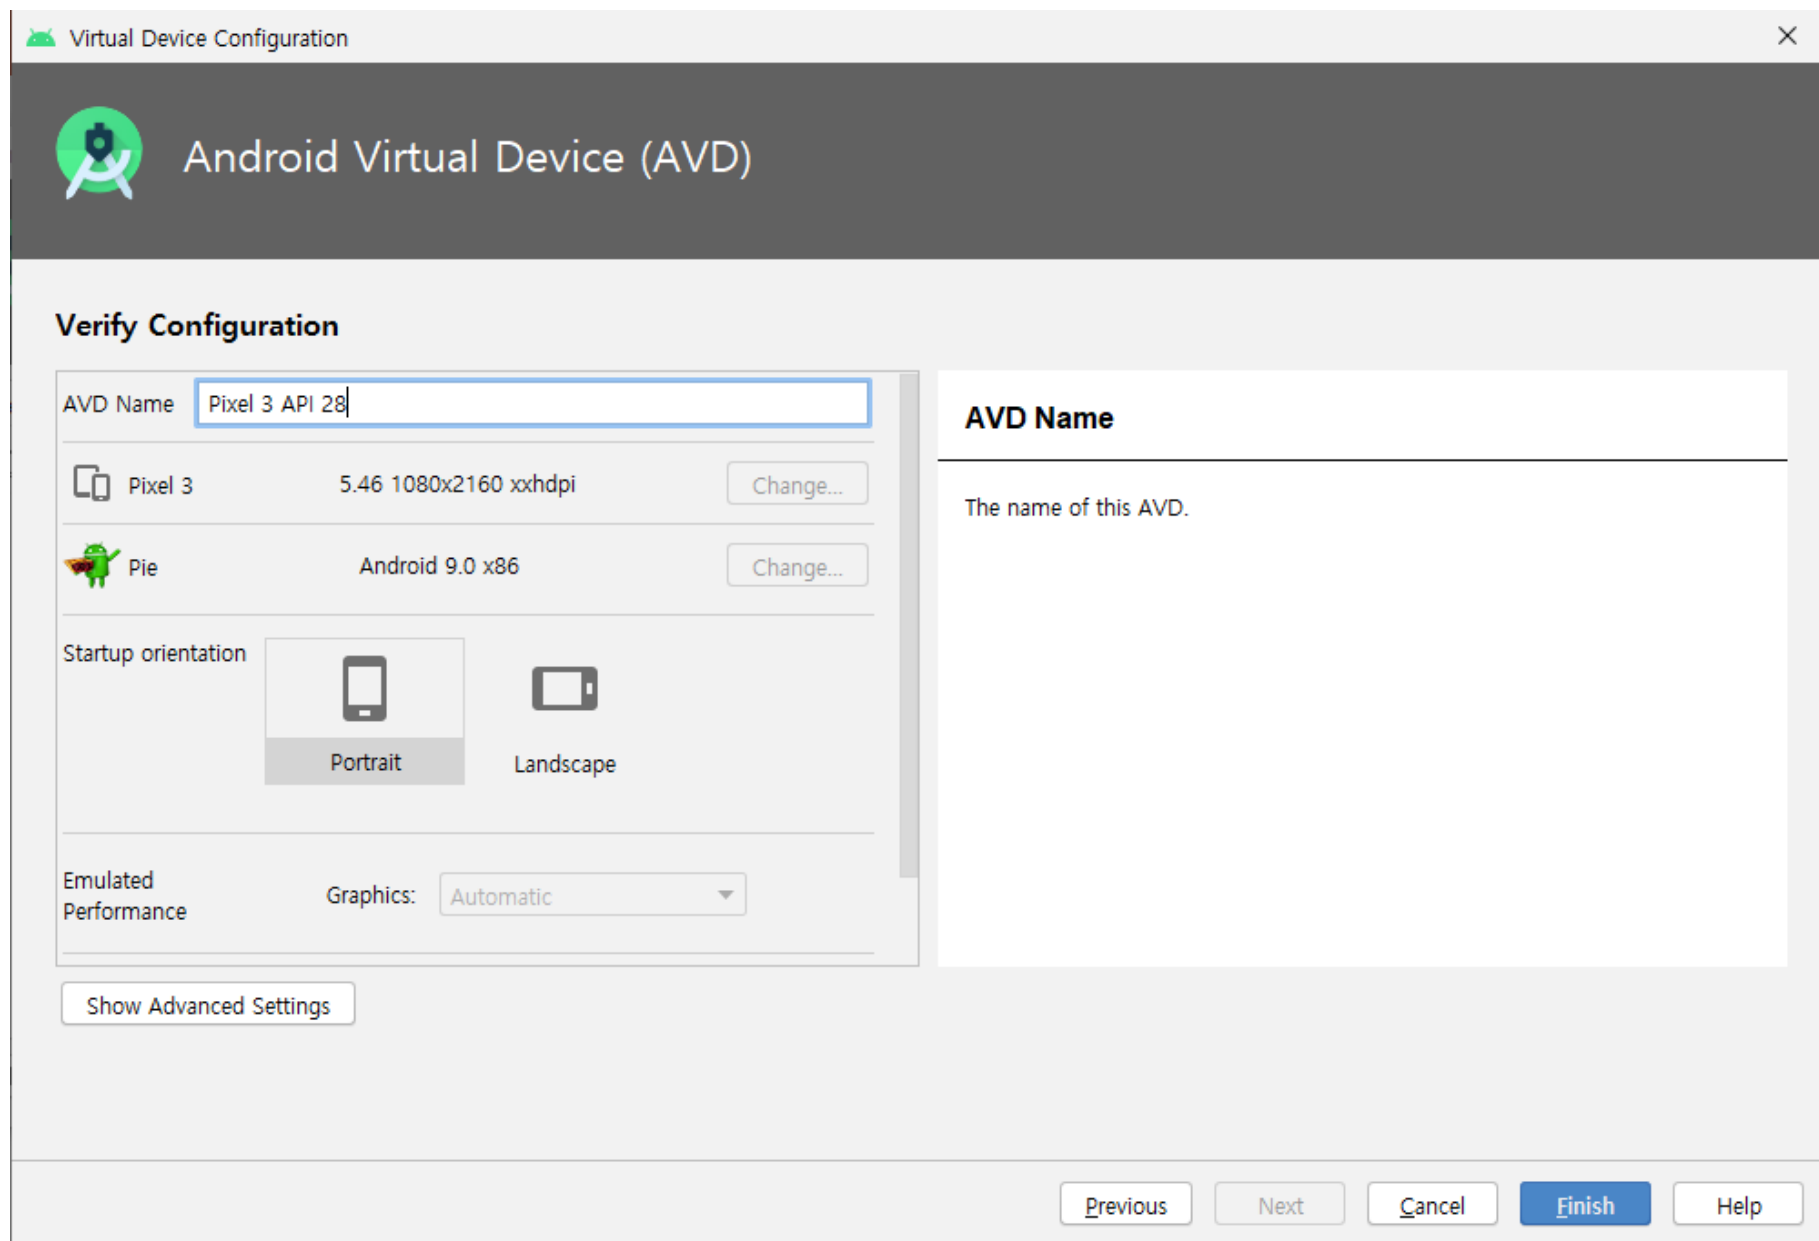 Virtual Device Configuration
Android Virtual Device (AVD)
Verify Configuration
AVD Name Pixel 3 API 28
Pixel 3 5.46 1080x2160 xxhdpi Change...
Pie Android 9.0 x86 Change...
Startup orientation
Portrait Landscape
Emulated
Performance
Graphics: Automatic
Show Advanced Settings
AVD Name
The name of this AVD.
Previous Next Cancel Finish Help